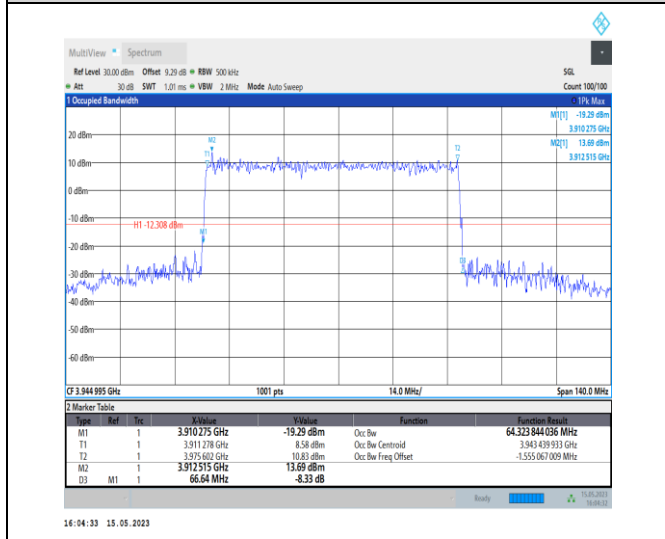 MultiView Spectrum
Ref Level 30.00 dBm Offset 9.29 dB RBW 500 kHz SGL
Att 30 dB SWT 1.01 ms VBW 2 MHz Mode Auto Sweep Count 100/100
1 Occupied Bandwidth 1Pk Max
M1[1] -19.29 dBm
3.910 275 GHz
M2[1] 13.69 dBm
3.912 515 GHz
20 dBm
M2
T1
T2
10 dBm
0 dBm
-10 dBm
H1 -12.308 dBm
M1
-20 dBm
D3
-30 dBm
-40 dBm
-50 dBm
-60 dBm
CF 3.944 995 GHz 1001 pts 14.0 MHz/ Span 140.0 MHz
2 Marker Table
Type Ref Trc X-Value Y-Value Function Function Result
M1 1 3.910 275 GHz -19.29 dBm Occ Bw 64.323 844 036 MHz
T1 1 3.911 278 GHz 8.58 dBm Occ Bw Centroid 3.943 439 933 GHz
T2 1 3.975 602 GHz 10.83 dBm Occ Bw Freq Offset -1.555 067 009 MHz
M2 1 3.912 515 GHz 13.69 dBm
D3 M1 1 66.64 MHz -8.33 dB
Ready 15.05.2023
16:04:32
16:04:33 15.05.2023